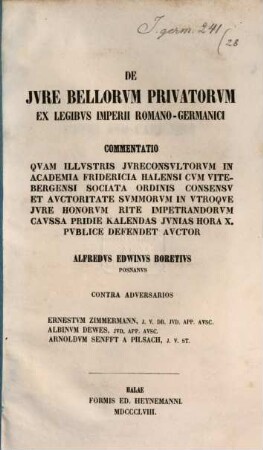 J. germ. 241
(28
DE
JVRE BELLORVM PRIVATORVM
EX LEGIBVS IMPERII ROMANO-GERMANICI
COMMENTATIO
QVAM ILLVSTRIS JVRECONSVLTORVM IN
ACADEMIA FRIDERICIA HALENSI CVM VITE-
BERGENSI SOCIATA ORDINIS CONSENSV
ET AVCTORITATE SVMMORVM IN VTROQVE
JVRE HONORVM RITE IMPETRANDORVM
CAVSSA PRIDIE KALENDAS JVNIAS HORA X.
PVBLICE DEFENDET AVCTOR
ALFREDVS EDWINVS BORETIVS
POSNANVS
CONTRA ADVERSARIOS
ERNESTVM ZIMMERMANN, J. V. DR. JVD. APP. AVSC.
ALBINVM DEWES, JVD. APP. AVSC.
ARNOLDVM SENFFT A PILSACH, J. V. ST.
HALAE
FORMIS ED. HEYNEMANNI.
MDCCCLVIII.